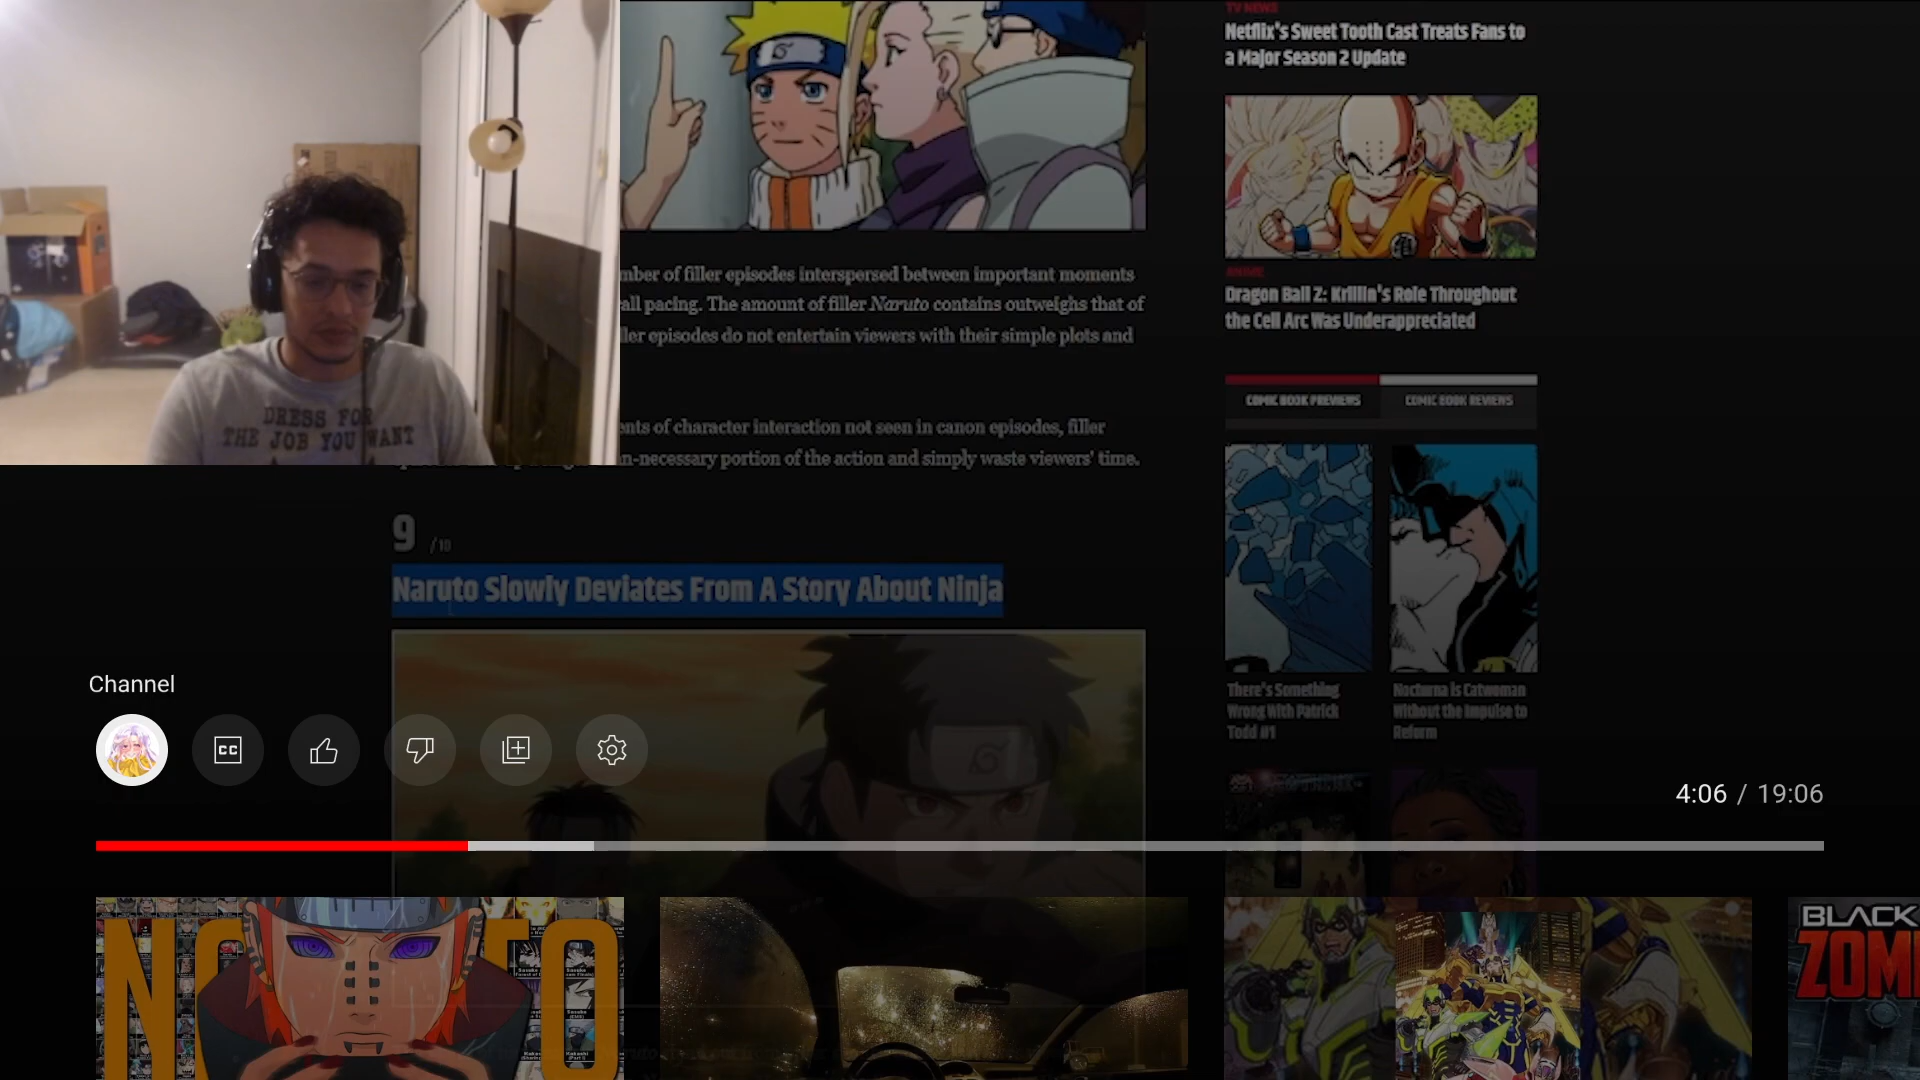 TV NEWS
Netflix's Sweet Tooth Cast Treats Fans to
a Major Season 2 Update
ANIME
Dragon Ball Z: Krillin's Role Throughout
the Cell Arc Was Underappreciated
DRESS FOR
THE JOB YOU WANT
mber of filler episodes interspersed between important moments
all pacing. The amount of filler Naruto contains outweighs that of
ller episodes do not entertain viewers with their simple plots and
nts of character interaction not seen in canon episodes, filler
n-necessary portion of the action and simply waste viewers' time.
COMIC BOOK PREVIEWS
COMIC BOOK REVIEWS
9 /10
Naruto Slowly Deviates From A Story About Ninja
There's Something
Wrong With Patrick
Todd #1
Nocturna is Catwoman
Without the Impulse to
Reform
Channel
CC
4:06 / 19:06
BLACK